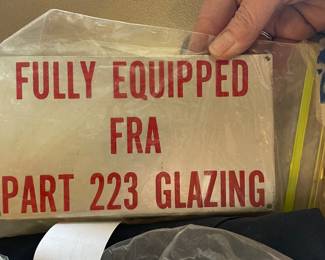 FULLY EQUIPPED
FRA
PART 223 GLAZING